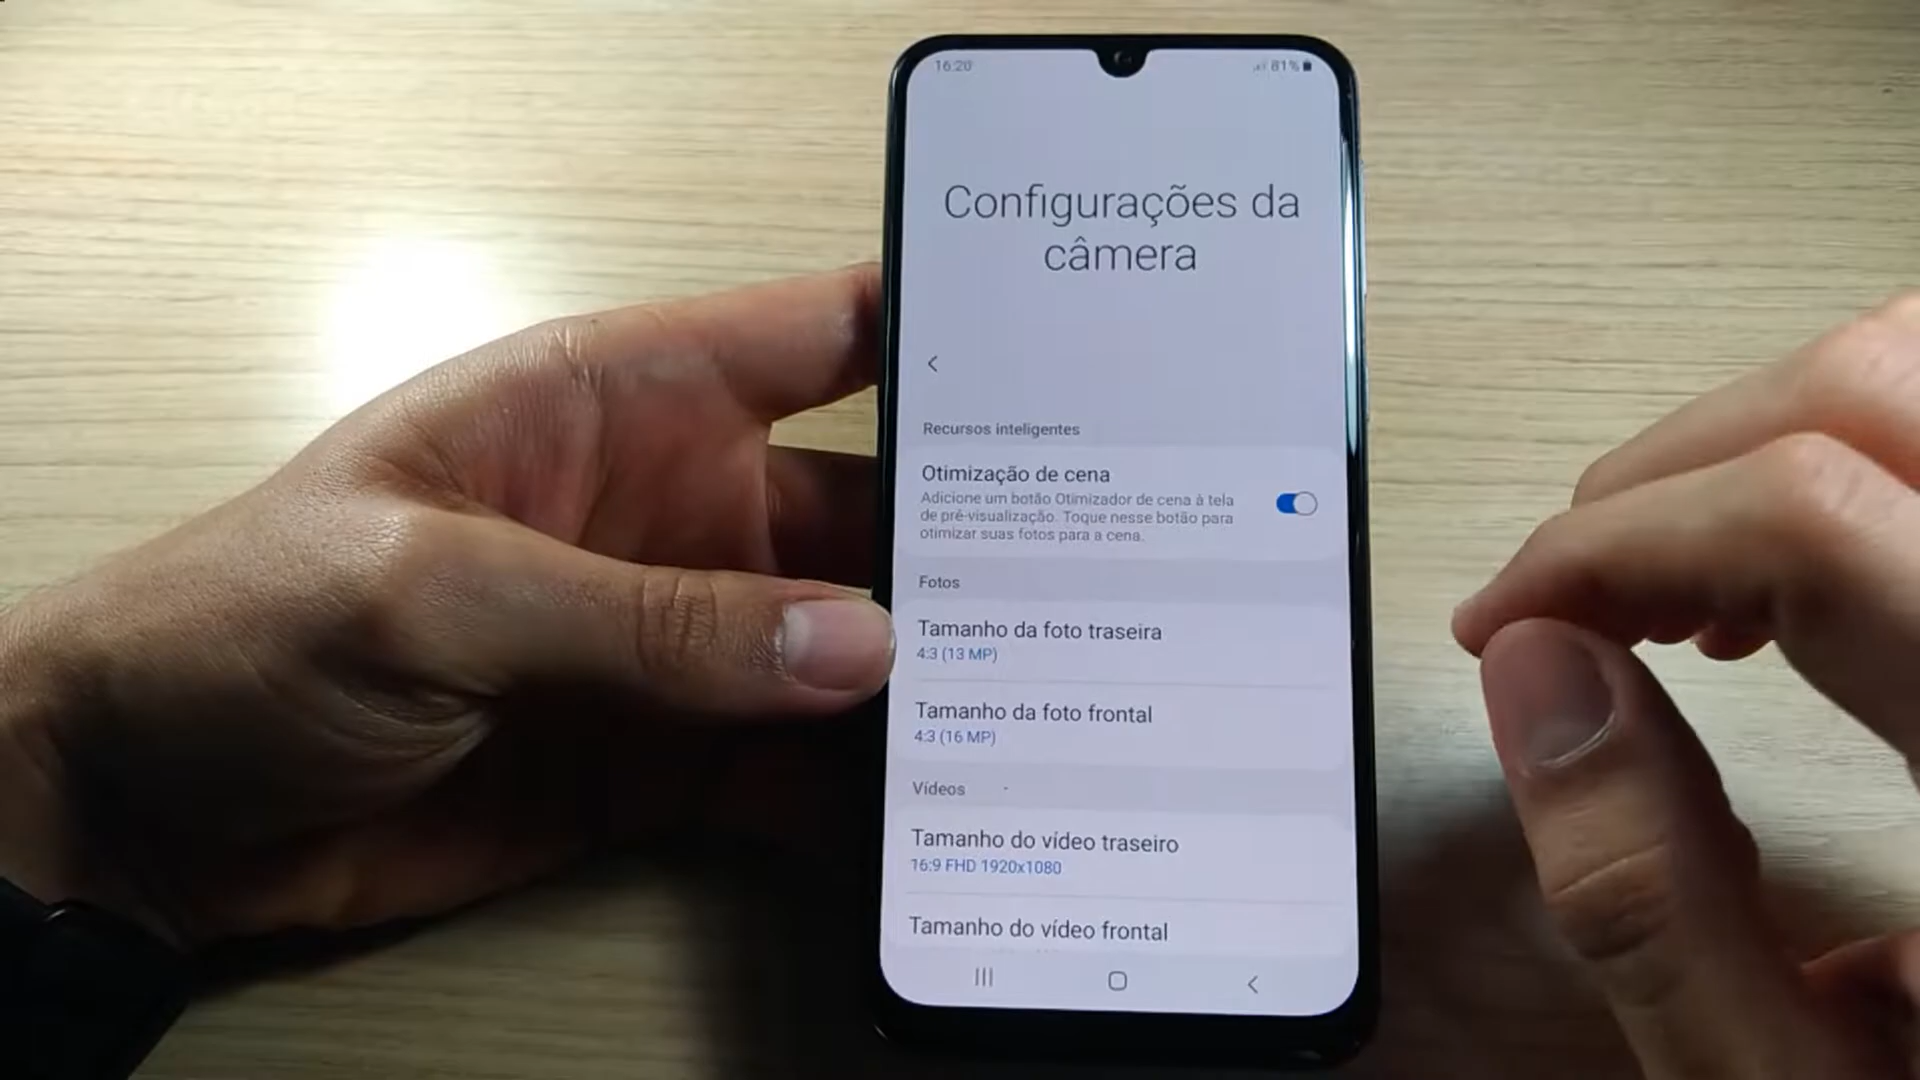 16:20
81%
Configurações da
câmera
Recursos inteligentes
Otimização de cena
Adicione um botão Otimizador de cena à tela
de pré-visualização. Toque nesse botão para
otimizar suas fotos para a cena.
Fotos
Tamanho da foto traseira
4:3 (13 MP)
Tamanho da foto frontal
4:3 (16 MP)
Vídeos
Tamanho do vídeo traseiro
16:9 FHD 1920x1080
Tamanho do vídeo frontal